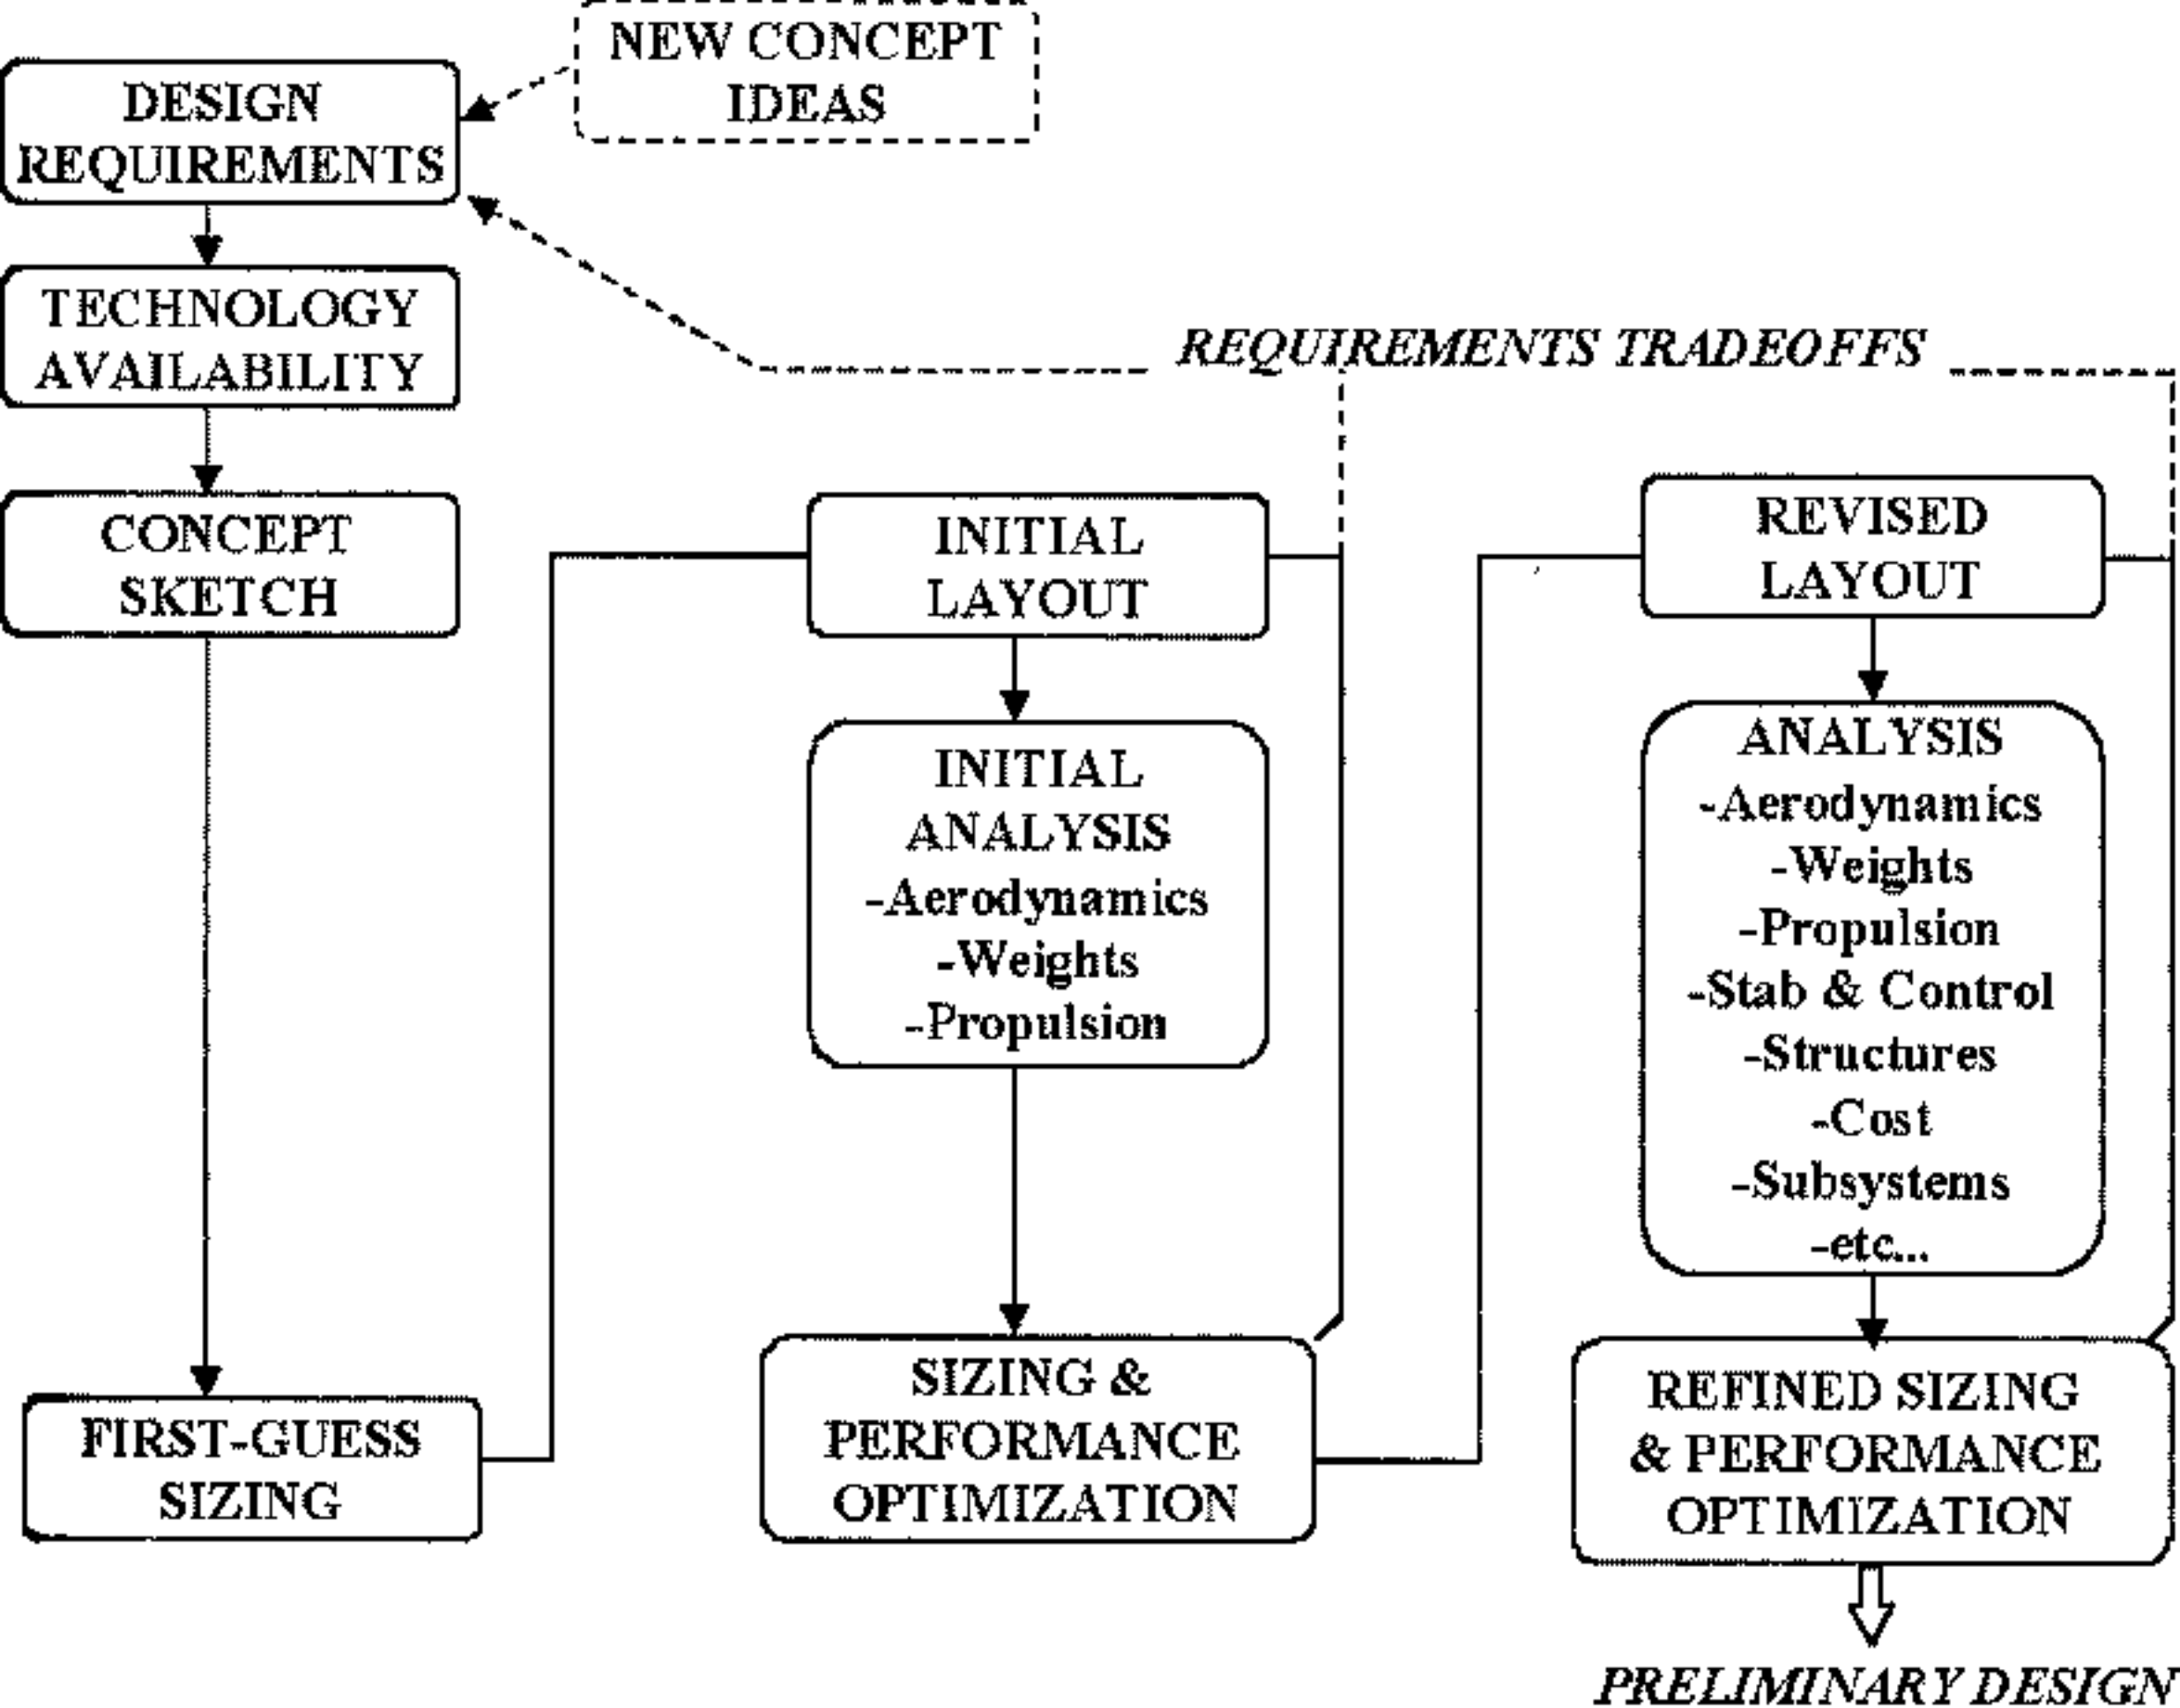 NEW CONCEPT
IDEAS
DESIGN
REQUIREMENTS
TECHNOLOGY
AVAILABILITY
REQUIREMENTS TRADEOFFS
CONCEPT
SKETCH
FIRST-GUESS
SIZING
INITIAL
LAYOUT
INITIAL
ANALYSIS
-Aerodynamics
-Weights
-Propulsion
SIZING &
PERFORMANCE
OPTIMIZATION
REVISED
LAYOUT
ANALYSIS
-Aerodynamics
-Weights
-Propulsion
-Stab & Control
-Structures
-Cost
-Subsystems
-etc...
REFINED SIZING
& PERFORMANCE
OPTIMIZATION
PRELIMINARY DESIGN